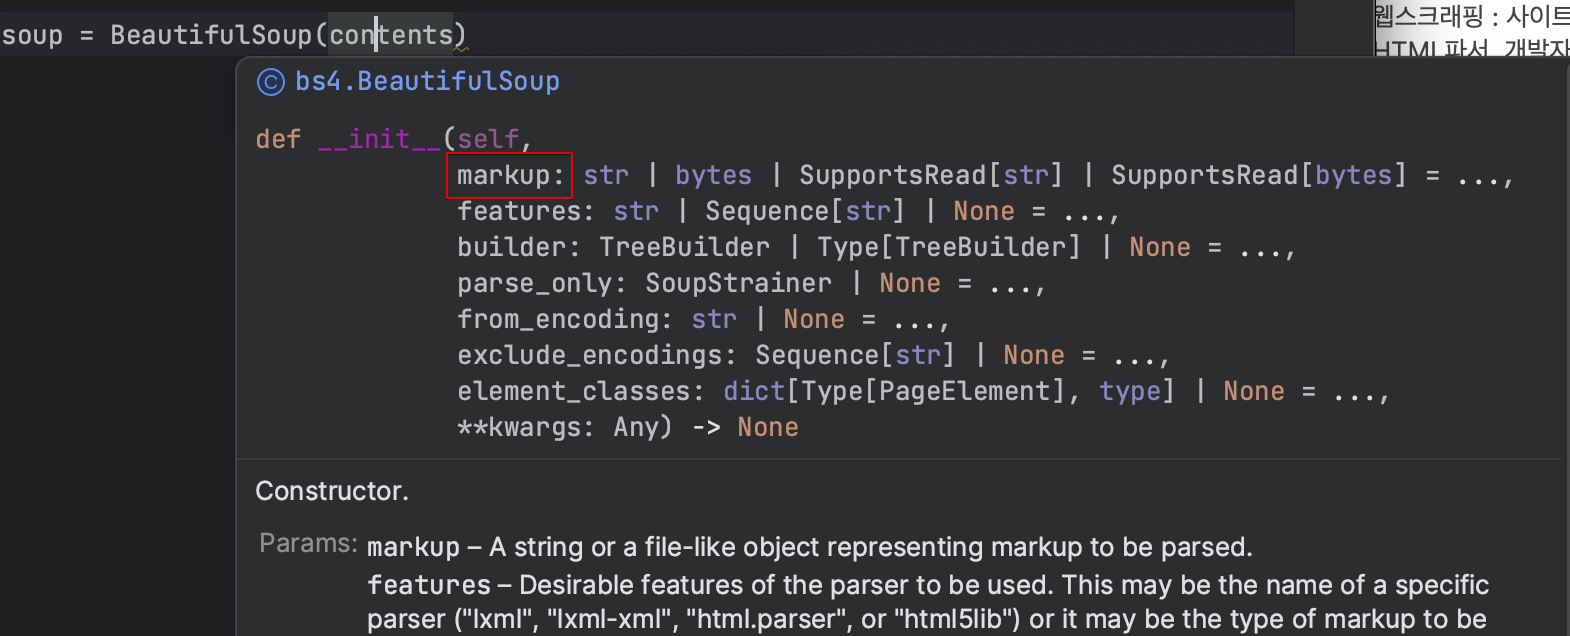 soup = BeautifulSoup(contents)
웹스크래핑 : 사이트
HTML파서, 개발자
bs4.BeautifulSoup
def __init__(self,
markup: str | bytes | SupportsRead[str] | SupportsRead[bytes] = ...,
features: str | Sequence[str] | None = ...,
builder: TreeBuilder | Type[TreeBuilder] | None = ...,
parse_only: SoupStrainer | None = ...,
from_encoding: str | None = ...,
exclude_encodings: Sequence[str] | None = ...,
element_classes: dict[Type[PageElement], type] | None = ...,
**kwargs: Any) -> None
Constructor.
Params: markup – A string or a file-like object representing markup to be parsed.
features – Desirable features of the parser to be used. This may be the name of a specific
parser ("lxml", "lxml-xml", "html.parser", or "html5lib") or it may be the type of markup to be